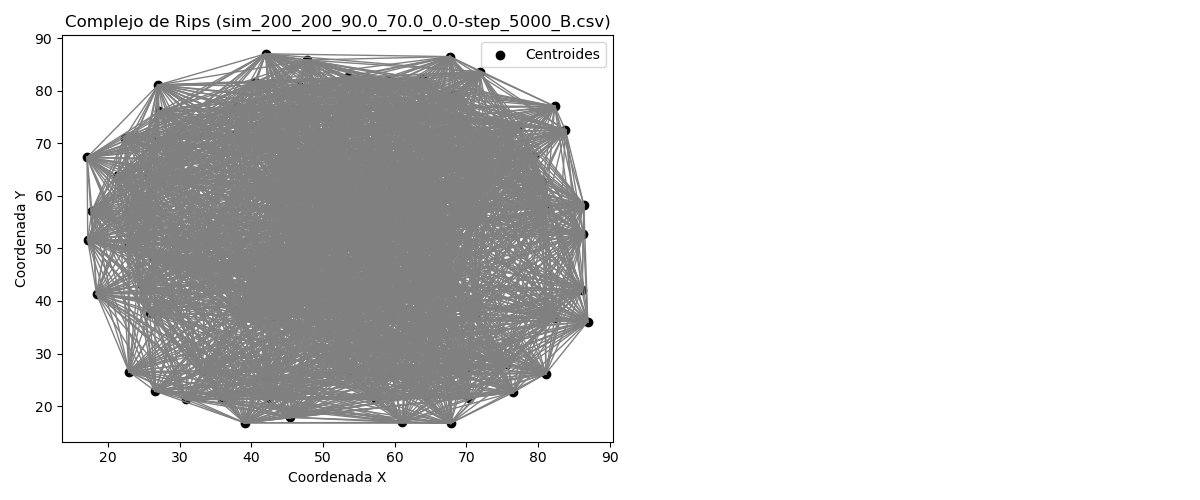 Complejo de Rips (sim_200_200_90.0_70.0_0.0-step_5000_B.csv)
Centroides
90
80
70
60
50
40
30
20
Coordenada Y
20 30 40 50 60 70 80 90
Coordenada X